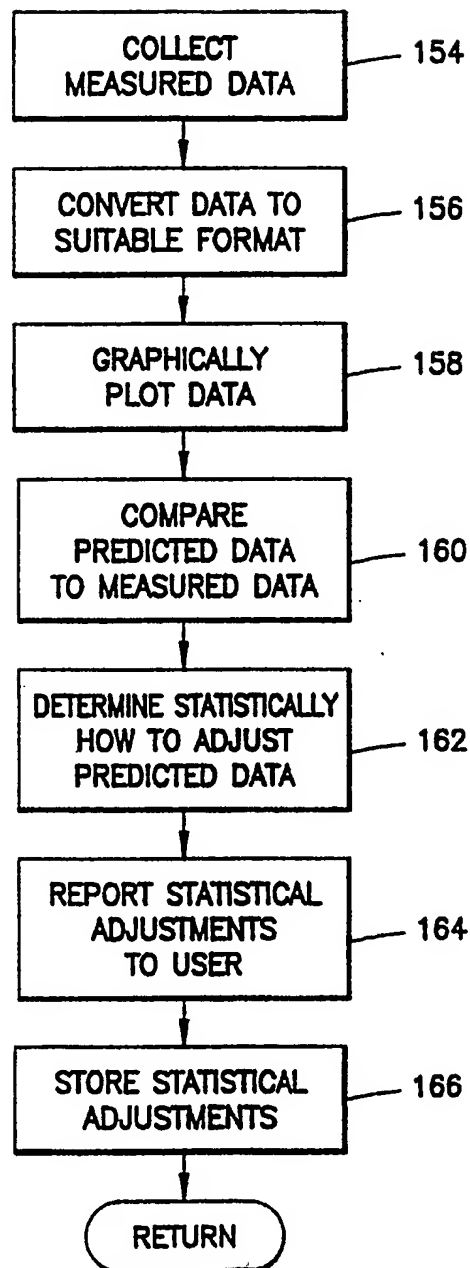 COLLECT
MEASURED DATA
154
CONVERT DATA TO
SUITABLE FORMAT
156
GRAPHICALLY
PLOT DATA
158
COMPARE
PREDICTED DATA
TO MEASURED DATA
160
DETERMINE STATISTICALLY
HOW TO ADJUST
PREDICTED DATA
162
REPORT STATISTICAL
ADJUSTMENTS
TO USER
164
STORE STATISTICAL
ADJUSTMENTS
166
RETURN